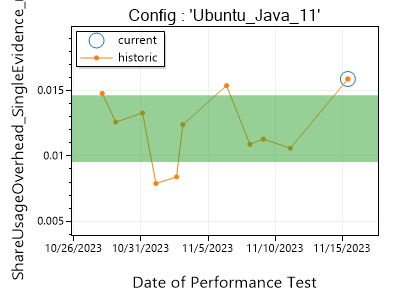 Config : 'Ubuntu_Java_11'
current
historic
ShareUsageOverhead_SingleEvidence_
0.015
0.01
0.005
10/26/2023 10/31/2023 11/5/2023 11/10/2023 11/15/2023
Date of Performance Test